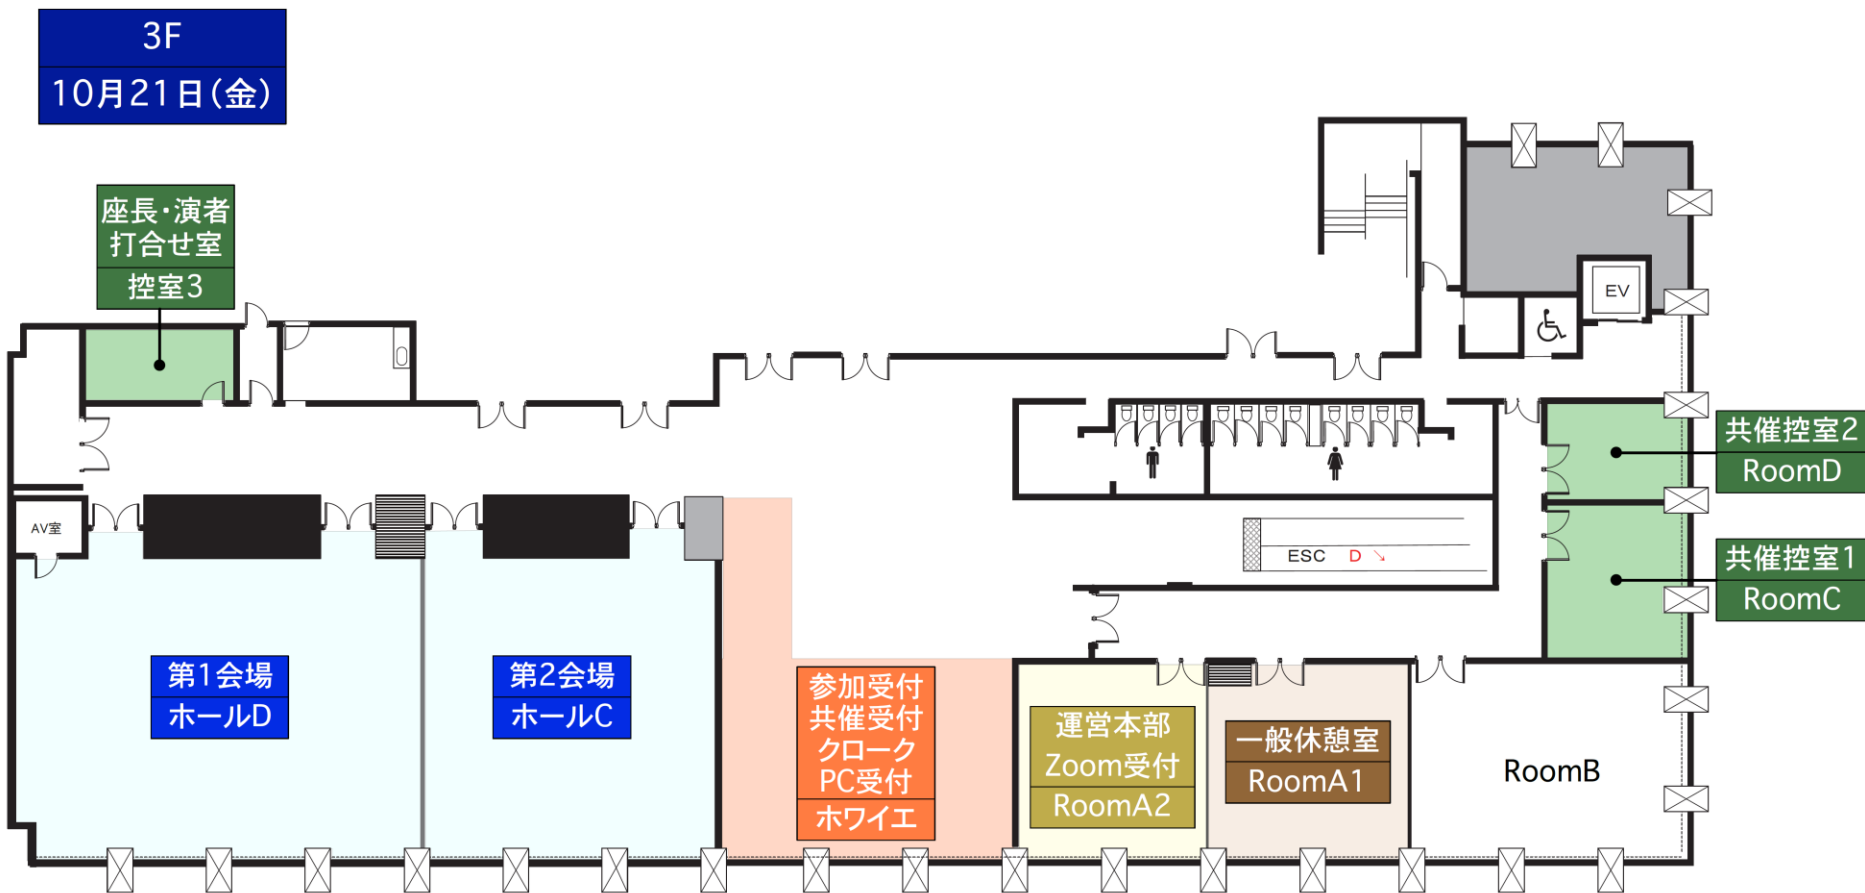 3F
10月21日(金)
座長・演者
打合せ室
控室3
EV
共催控室2
RoomD
AV室
ESC D ↘
共催控室1
RoomC
第1会場
ホールD
第2会場
ホールC
参加受付
共催受付
クローク
PC受付
ホワイエ
運営本部
Zoom受付
RoomA2
一般休憩室
RoomA1
RoomB